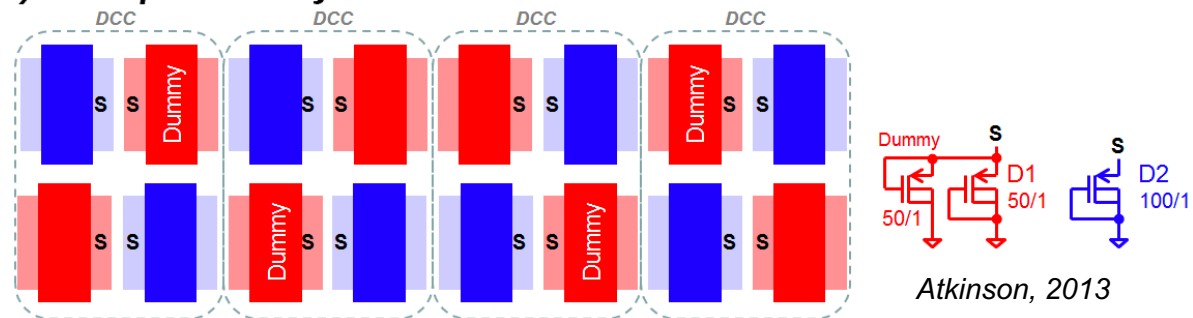 DCC DCC DCC DCC
S S Dummy S S S S Dummy S S
S S Dummy S S S S Dummy S S
Dummy S S
D1 D2
50/1 50/1 100/1
Atkinson, 2013